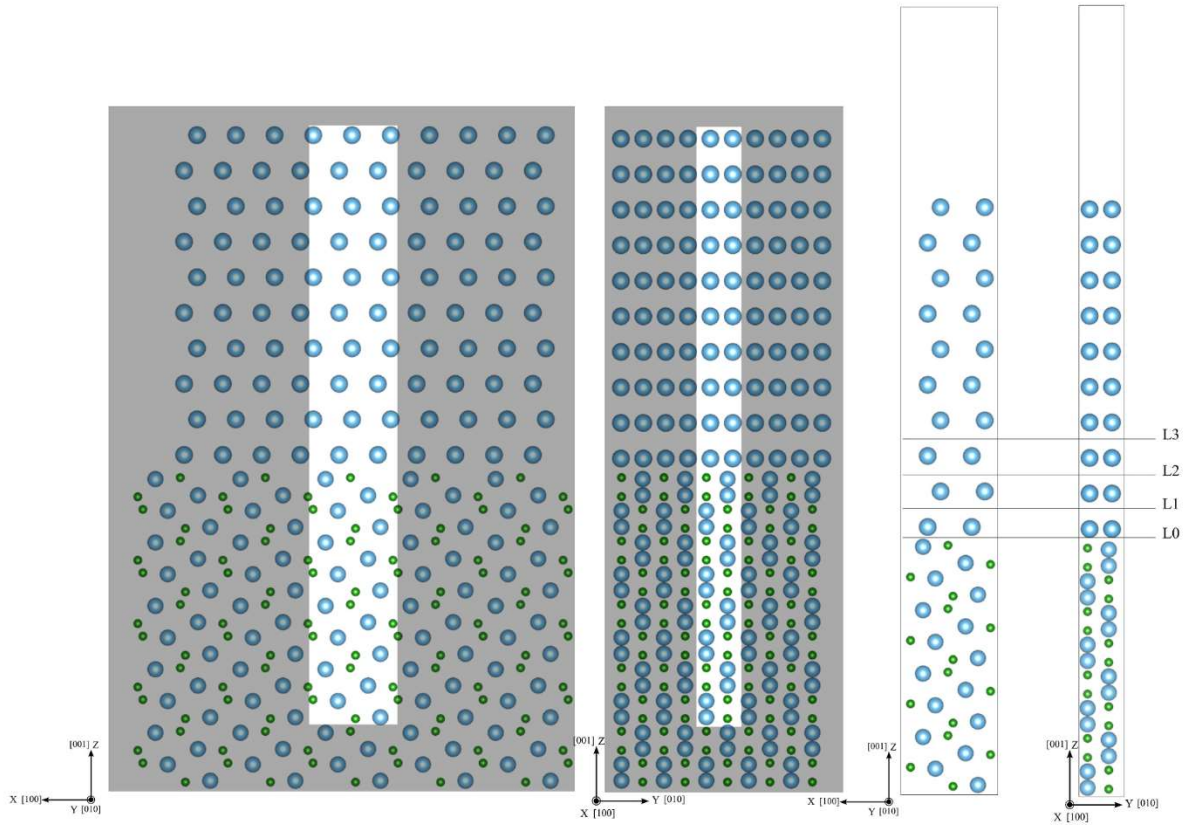 L3
L2
L1
L0
[001] Z
X [100]
Y [010]
[001] Z
Y [010]
X [100]
[001] Z
X [100]
Y [010]
[001] Z
Y [010]
X [100]